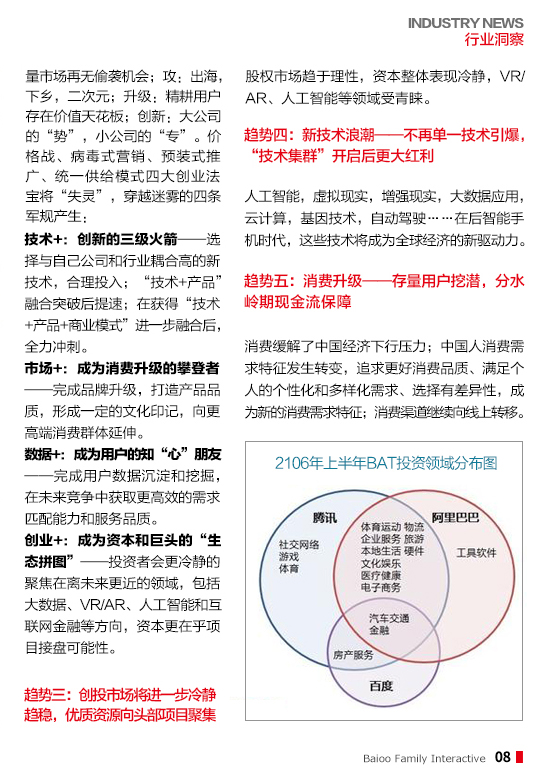 INDUSTRY NEWS
行业洞察
量市场再无偷袭机会；攻：出海，
下乡，二次元；升级：精耕用户
存在价值天花板；创新：大公司
的“势”，小公司的“专”。价
格战、病毒式营销、预装式推
广、统一供给模式四大创业法
宝将“失灵”，穿越迷雾的四条
军规产生：
技术+：创新的三级火箭——选
择与自己公司和行业耦合高的新
技术，合理投入；“技术+产品”
融合突破后提速；在获得“技术
+产品+商业模式”进一步融合后，
全力冲刺。
市场+：成为消费升级的攀登者
——完成品牌升级，打造产品品
质，形成一定的文化印记，向更
高端消费群体延伸。
数据+：成为用户的知“心”朋友
——完成用户数据沉淀和挖掘，
在未来竞争中获取更高效的需求
匹配能力和服务品质。
创业+：成为资本和巨头的“生
态拼图”——投资者会更冷静的
聚焦在离未来更近的领域，包括
大数据、VR/AR、人工智能和互
联网金融等方向，资本更在乎项
目接盘可能性。
趋势三：创投市场将进一步冷静
趋稳，优质资源向头部项目聚集
股权市场趋于理性，资本整体表现冷静，VR/
AR、人工智能等领域受青睐。
趋势四：新技术浪潮——不再单一技术引爆，
“技术集群”开启后更大红利
人工智能，虚拟现实，增强现实，大数据应用，
云计算，基因技术，自动驾驶……在后智能手
机时代，这些技术将成为全球经济的新驱动力。
趋势五：消费升级——存量用户挖潜，分水
岭期现金流保障
消费缓解了中国经济下行压力；中国人消费需
求特征发生转变，追求更好消费品质、满足个
人的个性化和多样化需求、选择有差异性，成
为新的消费需求特征；消费渠道继续向线上转移。
2106年上半年BAT投资领域分布图
腾讯
阿里巴巴
社交网络
游戏
体育
体育运动 物流
企业服务 旅游
本地生活 硬件
文化娱乐
医疗健康
电子商务
工具软件
汽车交通
金融
房产服务
百度
Baioo Family Interactive 08